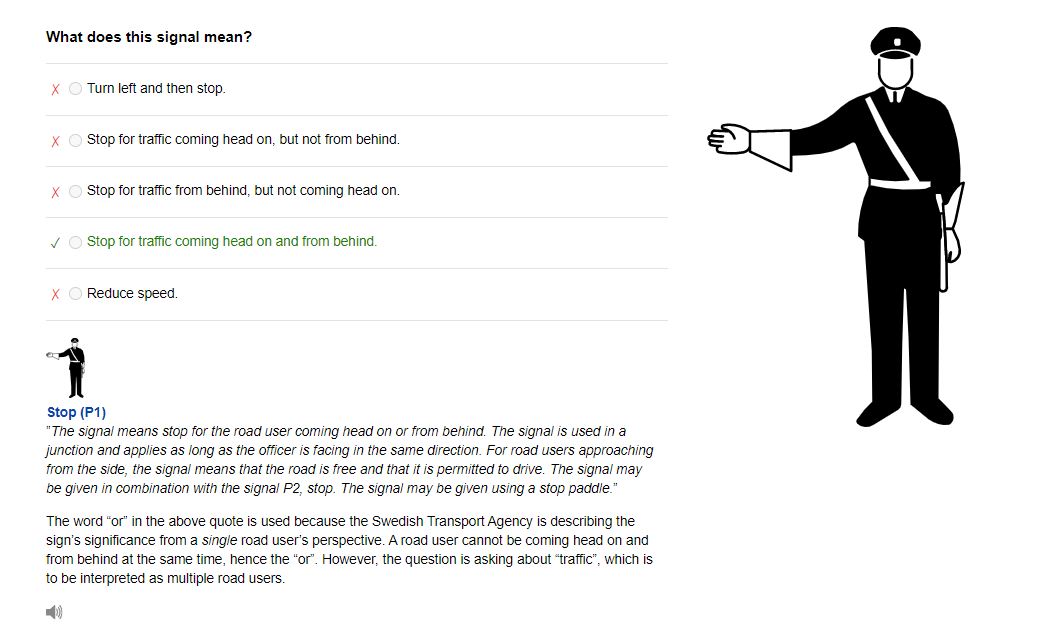 What does this signal mean?
Turn left and then stop.
Stop for traffic coming head on, but not from behind.
Stop for traffic from behind, but not coming head on.
Stop for traffic coming head on and from behind.
Reduce speed.
Stop (P1)
"The signal means stop for the road user coming head on or from behind. The signal is used in a
junction and applies as long as the officer is facing in the same direction. For road users approaching
from the side, the signal means that the road is free and that it is permitted to drive. The signal may
be given in combination with the signal P2, stop. The signal may be given using a stop paddle.”
The word “or” in the above quote is used because the Swedish Transport Agency is describing the
sign’s significance from a single road user’s perspective. A road user cannot be coming head on and
from behind at the same time, hence the “or”. However, the question is asking about “traffic”, which is
to be interpreted as multiple road users.